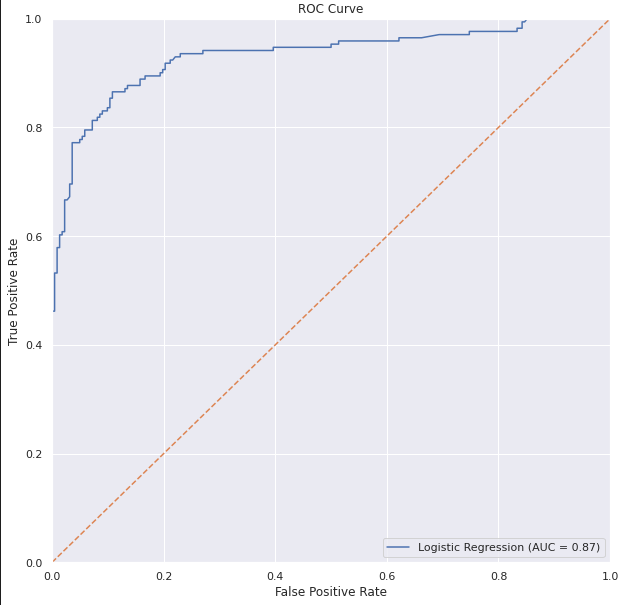 ROC Curve
1.0
0.8
0.6
0.4
0.2
0.0
True Positive Rate
Logistic Regression (AUC = 0.87)
0.0 0.2 0.4 0.6 0.8 1.0
False Positive Rate